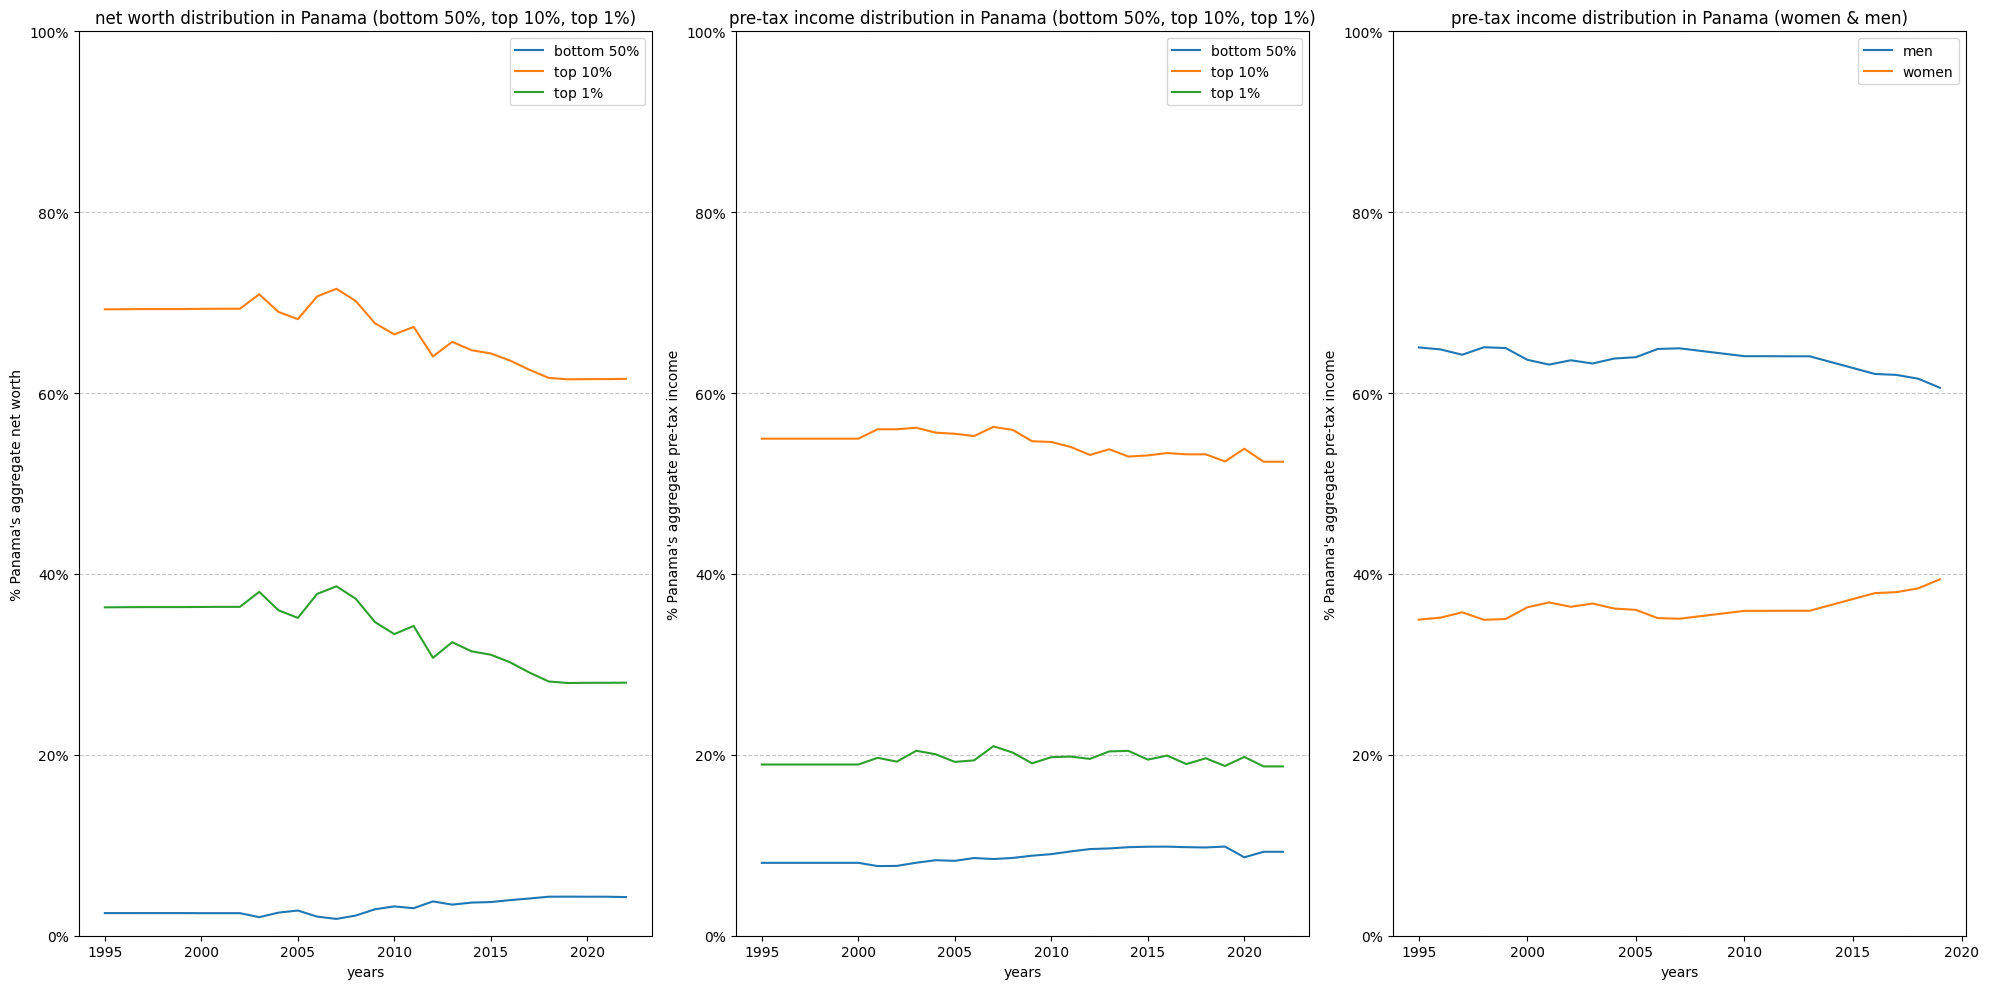 net worth distribution in Panama (bottom 50%, top 10%, top 1%)
100%
80%
60%
40%
20%
0%
% Panama's aggregate net worth
bottom 50%
top 10%
top 1%
1995
2000
2005
2010
2015
2020
years
pre-tax income distribution in Panama (bottom 50%, top 10%, top 1%)
100%
80%
60%
40%
20%
0%
% Panama's aggregate pre-tax income
bottom 50%
top 10%
top 1%
1995
2000
2005
2010
2015
2020
years
pre-tax income distribution in Panama (women & men)
100%
80%
60%
40%
20%
0%
% Panama's aggregate pre-tax income
men
women
1995
2000
2005
2010
2015
2020
years